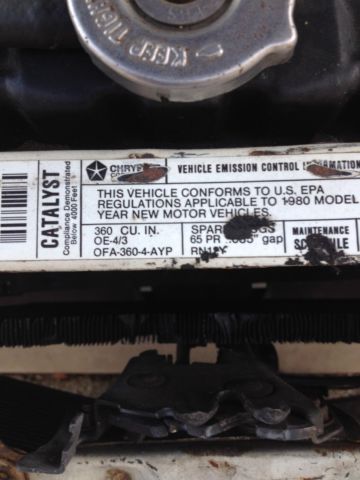 KEEP TIGHT
CATALYST
Compliance Demonstrated
Below 4000 Feet
VEHICLE EMISSION CONTROL INFORMATION
THIS VEHICLE CONFORMS TO U.S. EPA
REGULATIONS APPLICABLE TO 1980 MODEL
YEAR NEW MOTOR VEHICLES.
360 CU. IN.
OE-4/3
OFA-360-4-AYP
65 PR .035" gap
MAINTENANCE